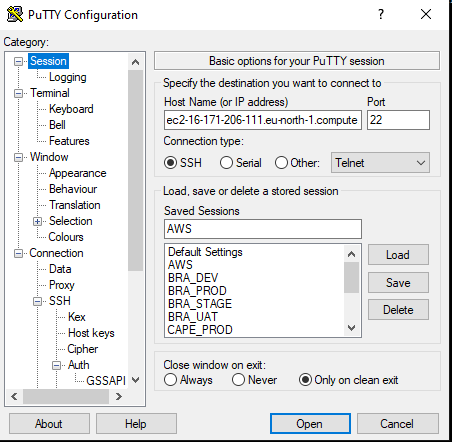 PuTTY Configuration
?
Category:
Session
Logging
Terminal
Keyboard
Bell
Features
Window
Appearance
Behaviour
Translation
Selection
Colours
Connection
Data
Proxy
SSH
Kex
Host keys
Cipher
Auth
GSSAPI
Basic options for your PuTTY session
Specify the destination you want to connect to
Host Name (or IP address) Port
ec2-16-171-206-111.eu-north-1.compute 22
Connection type:
SSH Serial Other: Telnet
Load, save or delete a stored session
Saved Sessions
AWS
Default Settings
AWS
BRA_DEV
BRA_PROD
BRA_STAGE
BRA_UAT
CAPE_PROD
Load
Save
Delete
Close window on exit:
Always Never Only on clean exit
About Help Open Cancel